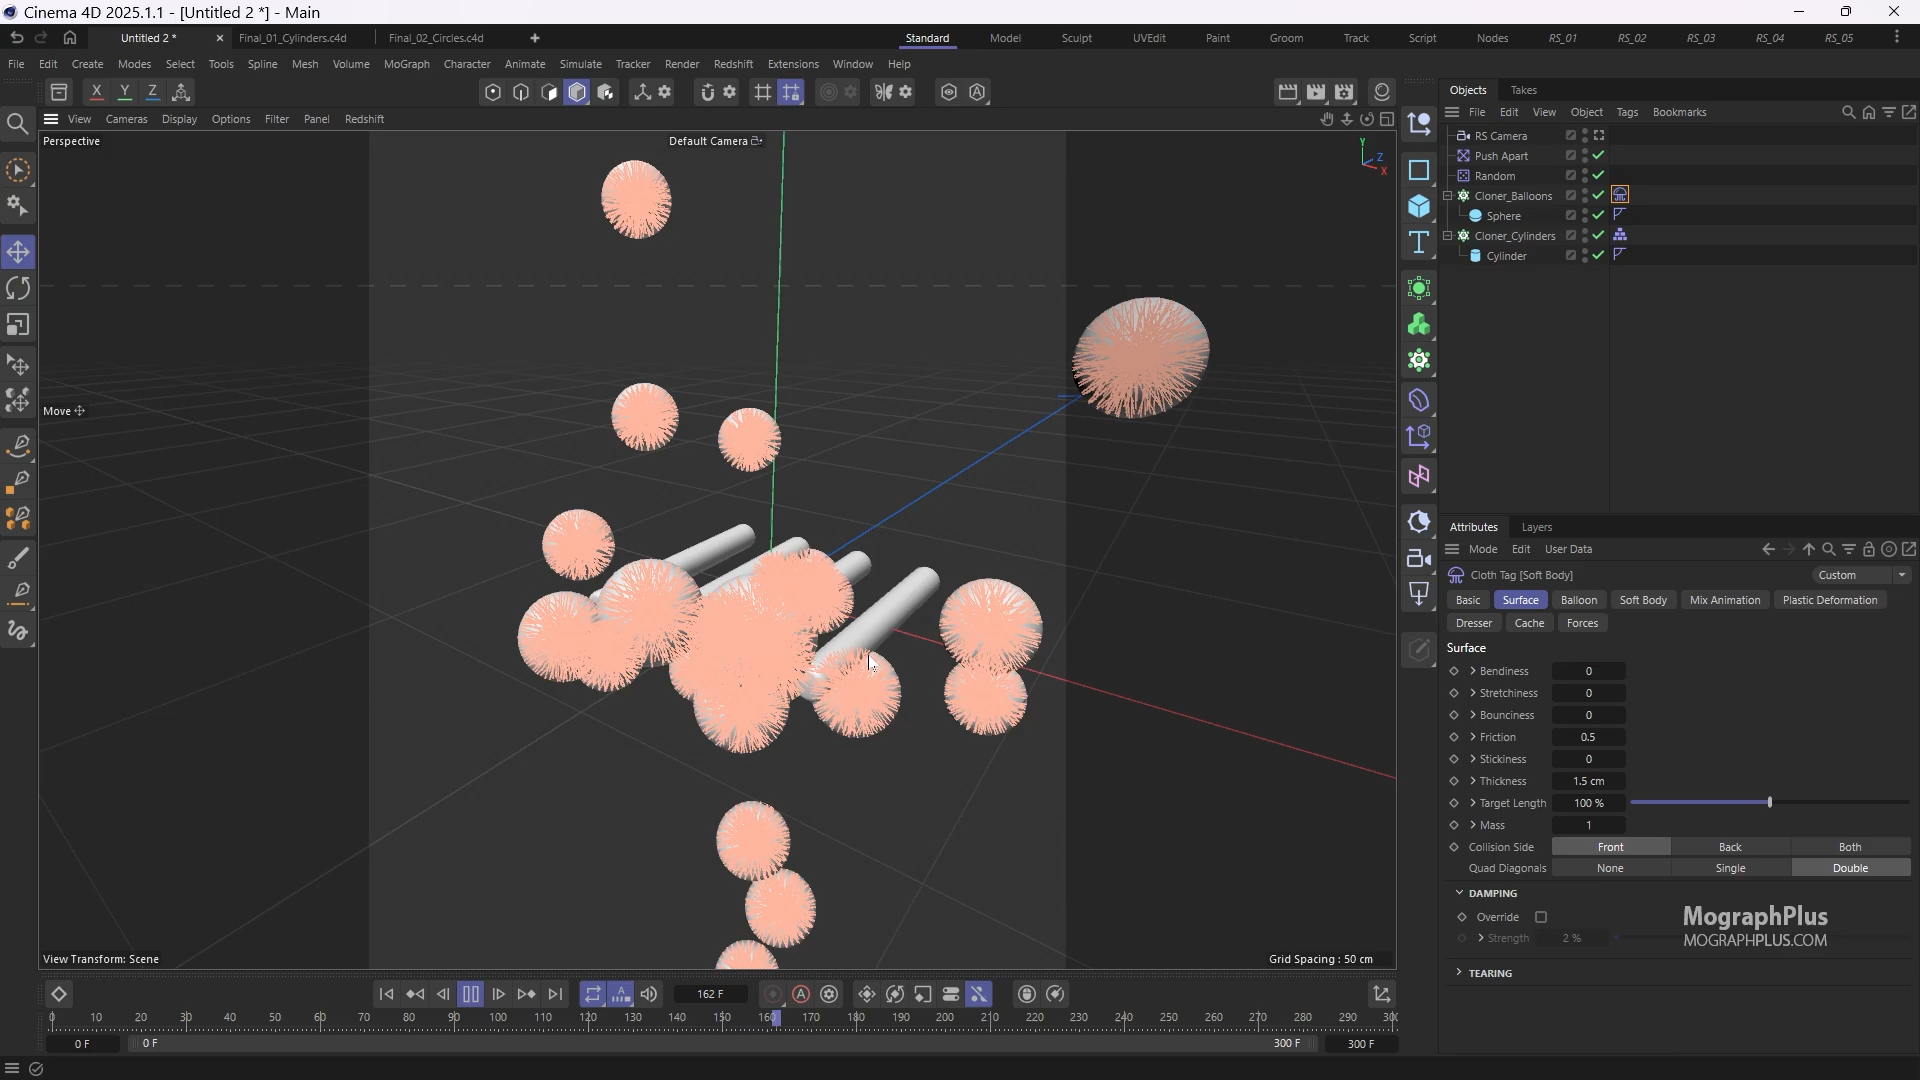 Cinema 4D 2025.1.1 - [Untitled 2 *] - Main
Untitled 2 * Final_01_Cylinders.c4d Final_02_Circles.c4d
Standard Model Sculpt UVEdit Paint Groom Track Script Nodes RS_01 RS_02 RS_03 RS_04 RS_05
File Edit Create Modes Select Tools Spline Mesh Volume MoGraph Character Animate Simulate Tracker Render Redshift Extensions Window Help
X Y Z
Objects Takes
File Edit View Object Tags Bookmarks
View Cameras Display Options Filter Panel Redshift
Perspective
Default Camera
Y
Z
X
RS Camera
Push Apart
Random
Cloner_Balloons
Sphere
Cloner_Cylinders
Cylinder
Move
Attributes Layers
Mode Edit User Data
Cloth Tag [Soft Body]
Custom
Basic Surface Balloon Soft Body Mix Animation Plastic Deformation
Dresser Cache Forces
Surface
Bendiness 0
Stretchiness 0
Bounciness 0
Friction 0.5
Stickiness 0
Thickness 1.5 cm
Target Length 100 %
Mass 1
Collision Side Front Back Both
Quad Diagonals None Single Double
DAMPING
Override
Strength 2 %
TEARING
MographPlus
MOGRAPHPLUS.COM
View Transform: Scene
Grid Spacing : 50 cm
162 F
0 10 20 30 40 50 60 70 80 90 100 110 120 130 140 150 160 170 180 190 200 210 220 230 240 250 260 270 280 290 30
0 F 0 F 300 F 300 F